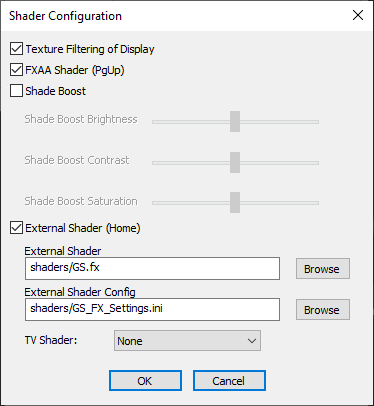 Shader Configuration
Texture Filtering of Display
FXAA Shader (PgUp)
Shade Boost
Shade Boost Brightness
Shade Boost Contrast
Shade Boost Saturation
External Shader (Home)
External Shader
shaders/GS.fx
Browse
External Shader Config
shaders/GS_FX_Settings.ini
Browse
TV Shader: None
OK Cancel